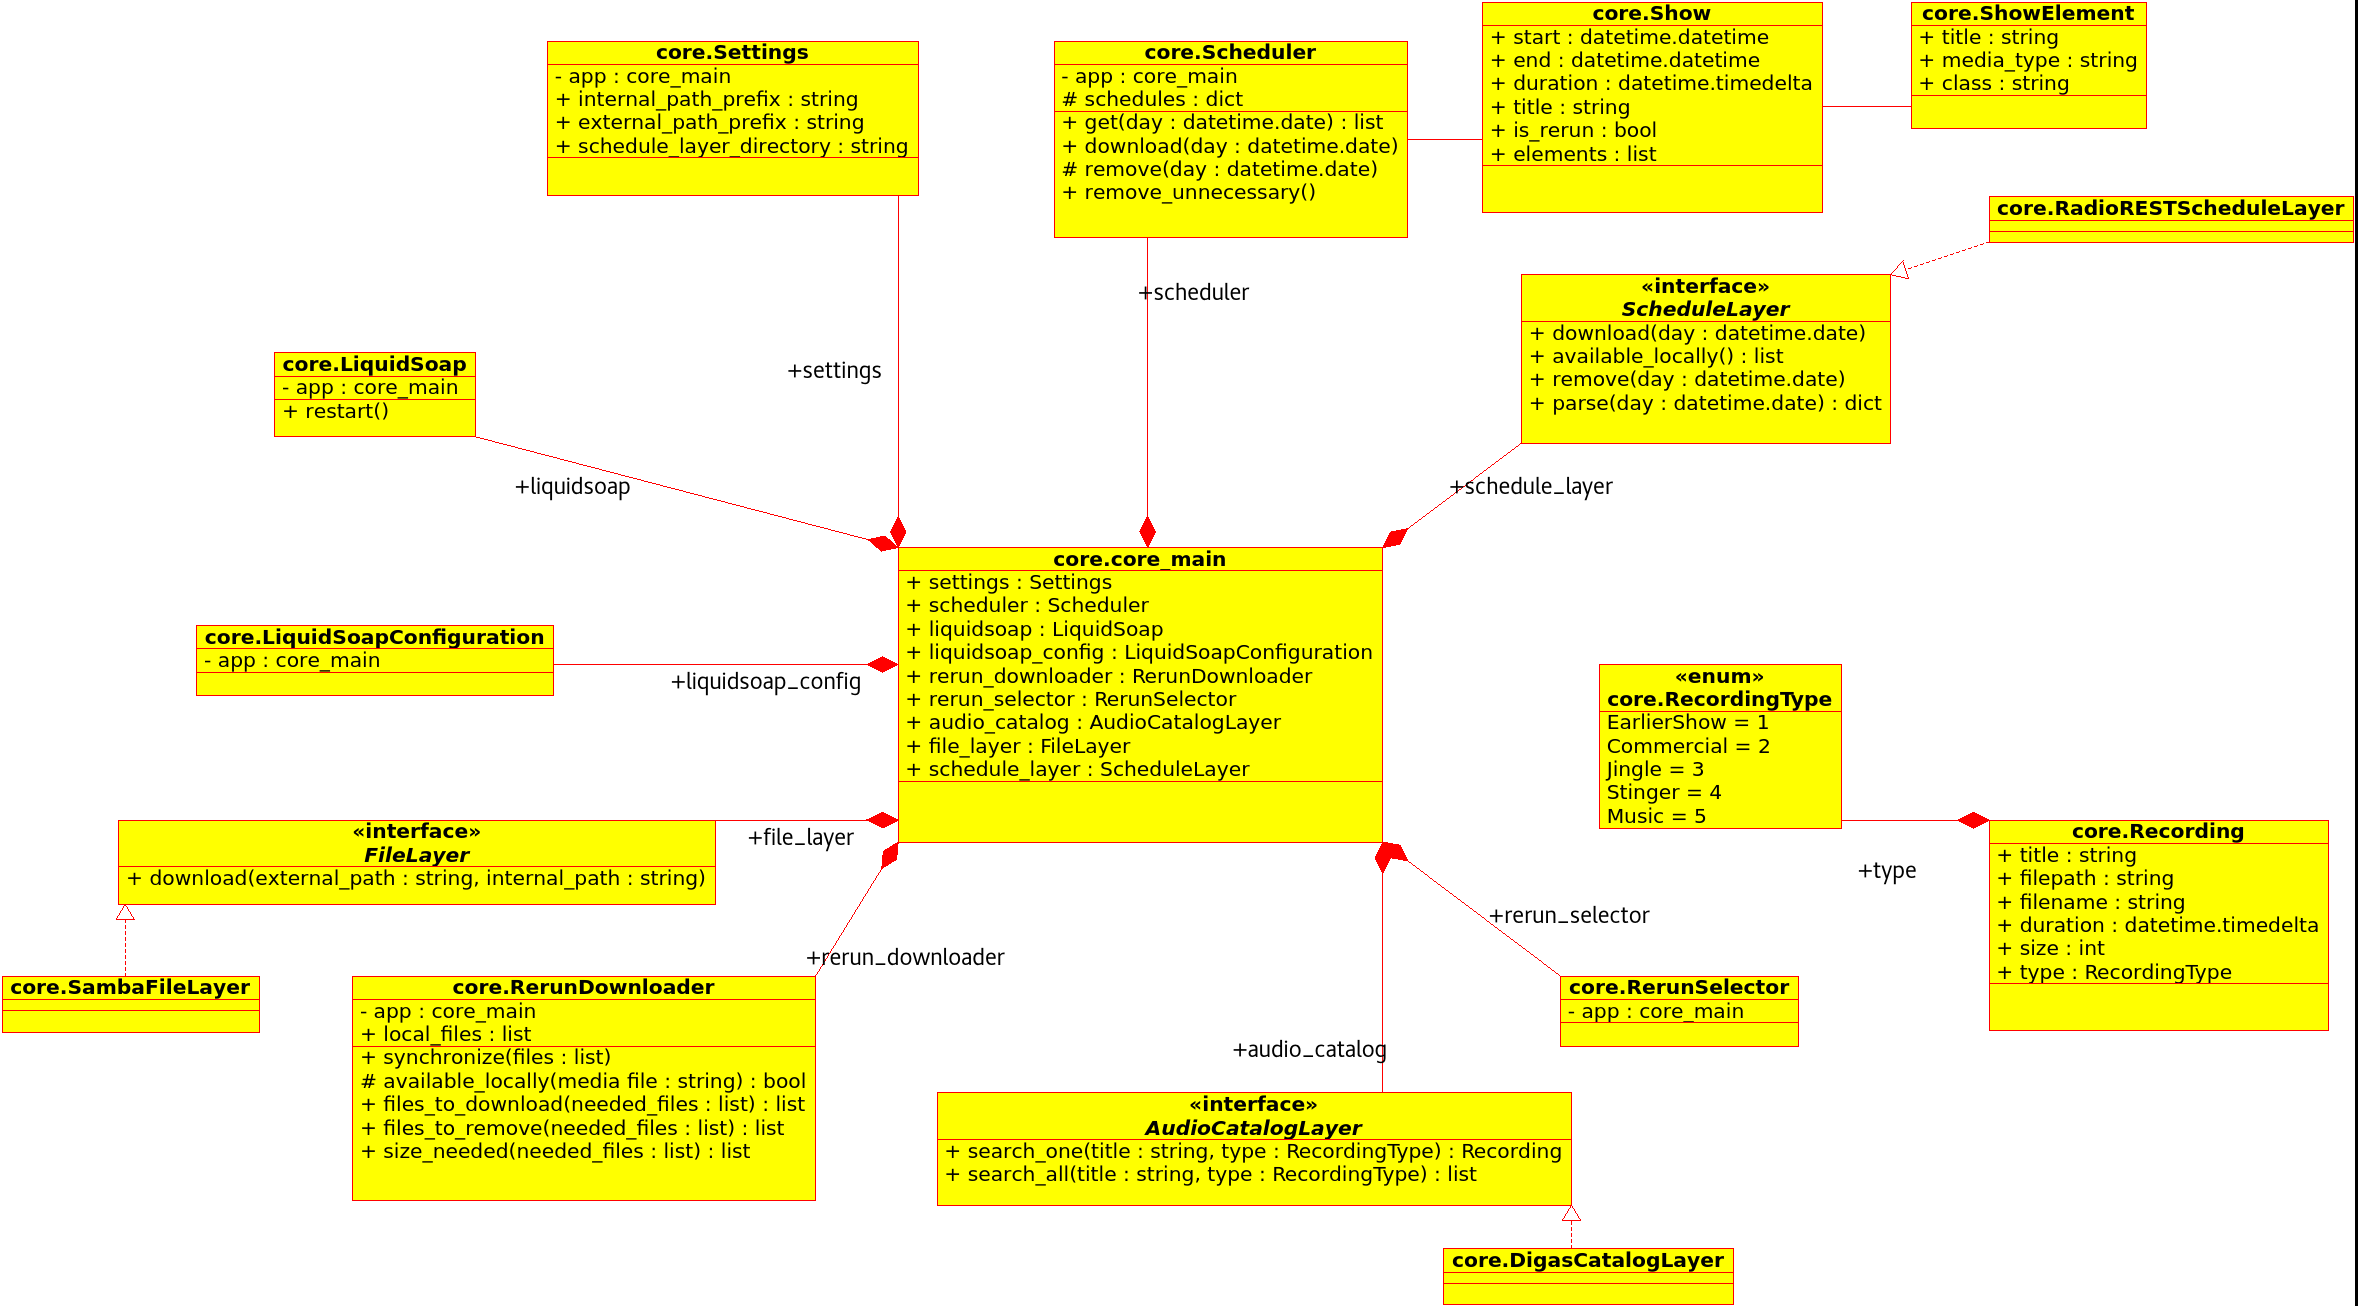 core.Settings
- app : core_main
+ internal_path_prefix : string
+ external_path_prefix : string
+ schedule_layer_directory : string
core.Scheduler
- app : core_main
# schedules : dict
+ get(day : datetime.date) : list
+ download(day : datetime.date)
# remove(day : datetime.date)
+ remove_unnecessary()
core.Show
+ start : datetime.datetime
+ end : datetime.datetime
+ duration : datetime.timedelta
+ title : string
+ is_rerun : bool
+ elements : list
core.ShowElement
+ title : string
+ media_type : string
+ class : string
core.RadioRESTScheduleLayer
«interface»
ScheduleLayer
+ download(day : datetime.date)
+ available_locally() : list
+ remove(day : datetime.date)
+ parse(day : datetime.date) : dict
+scheduler
+settings
core.LiquidSoap
- app : core_main
+ restart()
+liquidsoap
+schedule_layer
core.core_main
+ settings : Settings
+ scheduler : Scheduler
+ liquidsoap : LiquidSoap
+ liquidsoap_config : LiquidSoapConfiguration
+ rerun_downloader : RerunDownloader
+ rerun_selector : RerunSelector
+ audio_catalog : AudioCatalogLayer
+ file_layer : FileLayer
+ schedule_layer : ScheduleLayer
core.LiquidSoapConfiguration
- app : core_main
+liquidsoap_config
«enum»
core.RecordingType
EarlierShow = 1
Commercial = 2
Jingle = 3
Stinger = 4
Music = 5
+type
core.Recording
+ title : string
+ filepath : string
+ filename : string
+ duration : datetime.timedelta
+ size : int
+ type : RecordingType
«interface»
FileLayer
+ download(external_path : string, internal_path : string)
+file_layer
core.SambaFileLayer
+rerun_downloader
core.RerunDownloader
- app : core_main
+ local_files : list
+ synchronize(files : list)
# available_locally(media file : string) : bool
+ files_to_download(needed_files : list) : list
+ files_to_remove(needed_files : list) : list
+ size_needed(needed_files : list) : list
+rerun_selector
core.RerunSelector
- app : core_main
+audio_catalog
«interface»
AudioCatalogLayer
+ search_one(title : string, type : RecordingType) : Recording
+ search_all(title : string, type : RecordingType) : list
core.DigasCatalogLayer